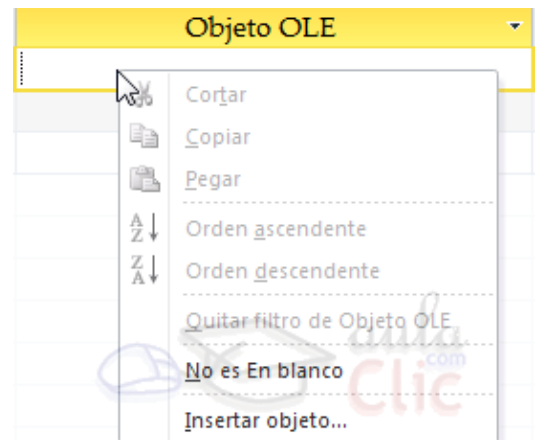 Objeto OLE
Cortar
Copiar
Pegar
A
Z
Orden ascendente
Z
A
Orden descendente
Quitar filtro de Objeto OLE
aula
.com
No es En blanco
Clic
Insertar objeto...